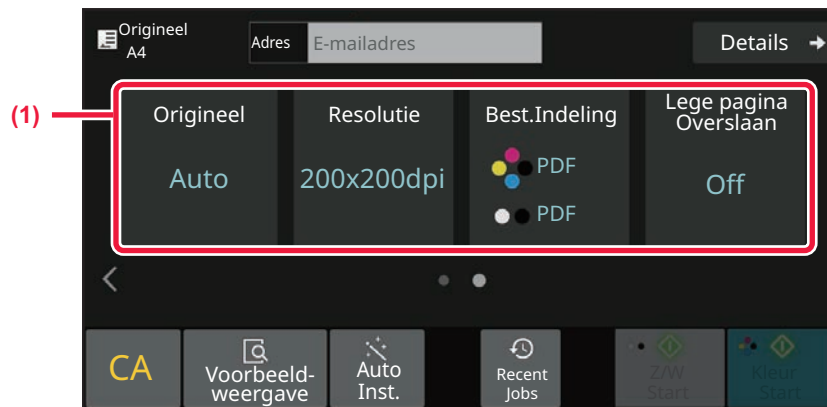 Origineel
A4
Adres E-mailadres
Details
(1)
Origineel
Auto
Resolutie
200x200dpi
Best.Indeling
PDF
PDF
Lege pagina
Overslaan
Off
CA
Voorbeeld-
weergave
Auto
Inst.
Recent
Jobs
Z/W
Start
Kleur
Start